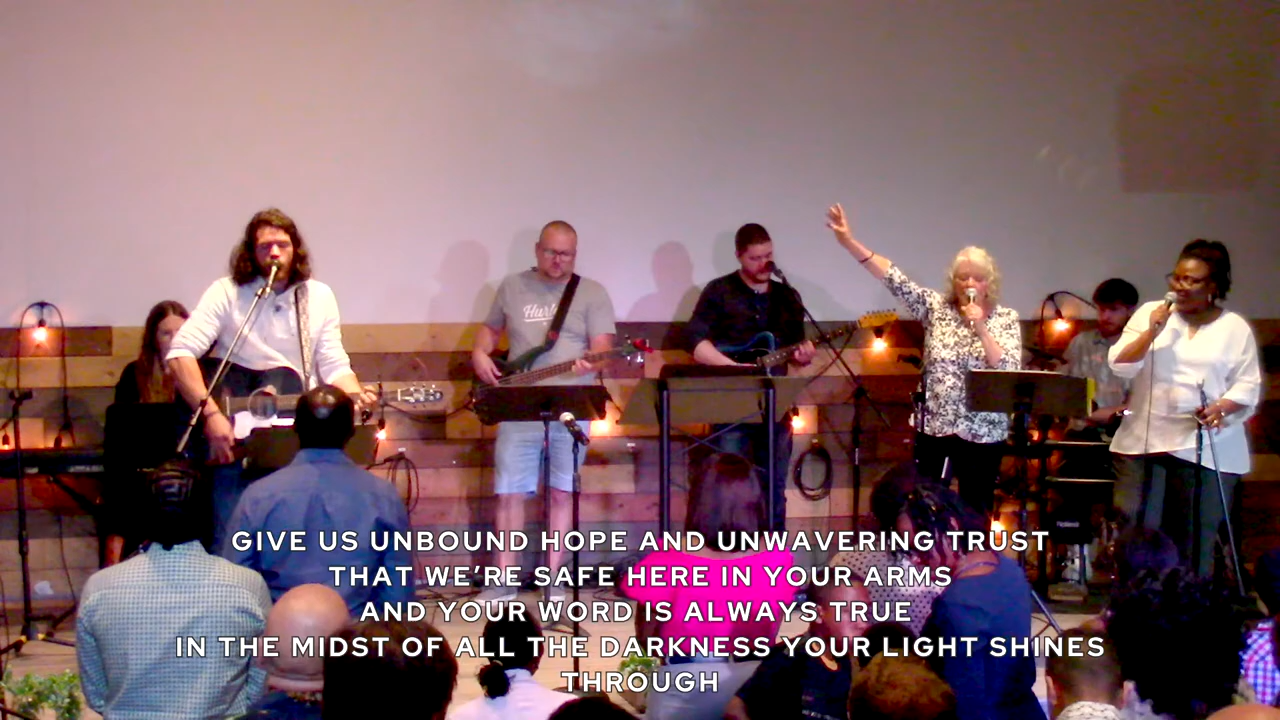 GIVE US UNBOUND HOPE AND UNWAVERING TRUST
THAT WE'RE SAFE HERE IN YOUR ARMS
AND YOUR WORD IS ALWAYS TRUE
IN THE MIDST OF ALL THE DARKNESS YOUR LIGHT SHINES
THROUGH